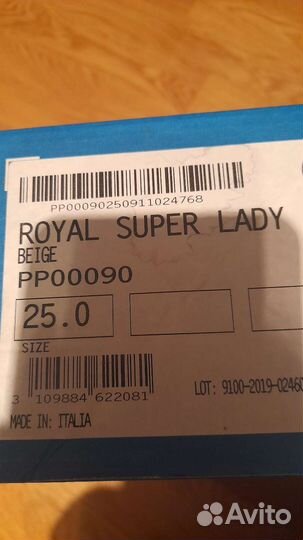 PP00090250911024768
ROYAL SUPER LADY
BEIGE
PP00090
25.0
SIZE
3 109884 622081
LOT: 9100-2019-02460
MADE IN: ITALIA
Avito